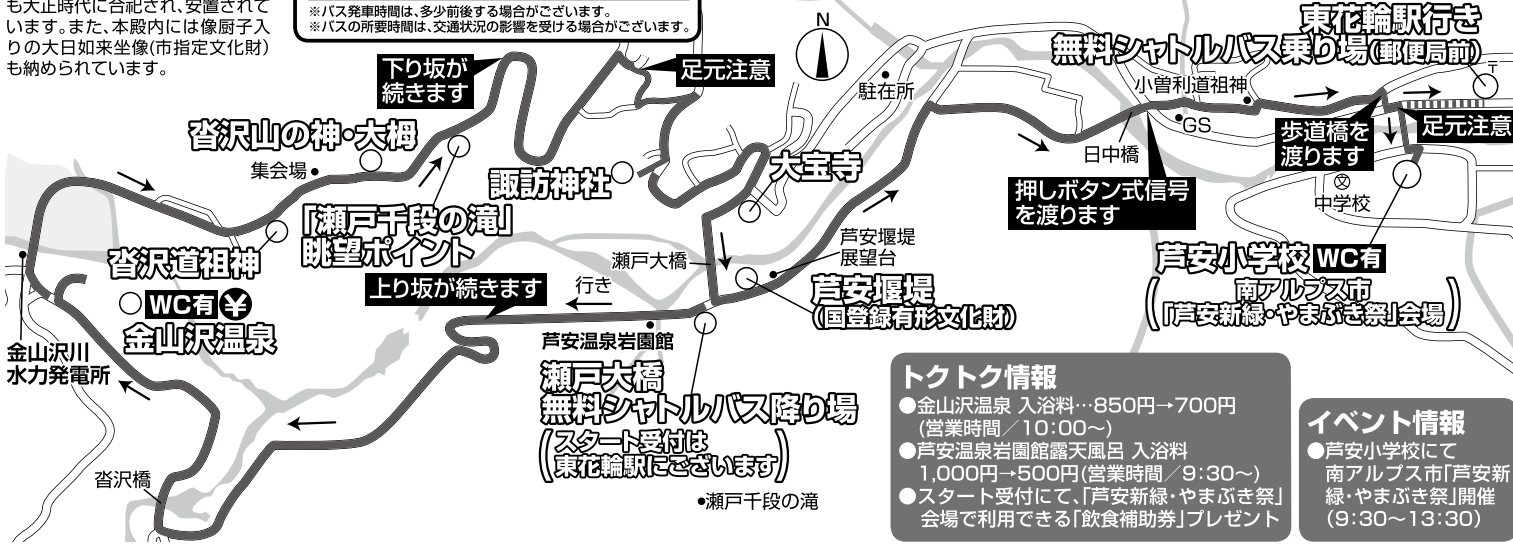 も大正時代に合祀され、安置されて
います。また、本殿内には像厨子入
りの大日如来坐像(市指定文化財)
も納められています。
※バス発車時間は、多少前後する場合がございます。
※バスの所要時間は、交通状況の影響を受ける場合がございます。
N
東花輪駅行き
無料シャトルバス乗り場(郵便局前)
〒
下り坂が
続きます
足元注意
駐在所
小曽利道祖神
GS
歩道橋を
渡ります
足元注意
沓沢山の神・大栂
集会場
大宝寺
日中橋
諏訪神社
押しボタン式信号
を渡ります
文
中学校
「瀬戸千段の滝」
眺望ポイント
沓沢道祖神
芦安堰堤
展望台
瀬戸大橋
芦安小学校 WC有
(南アルプス市
「芦安新緑・やまぶき祭」会場)
上り坂が続きます
行き
芦安堰堤
(国登録有形文化財)
WC有 ¥
金山沢温泉
金山沢川
水力発電所
芦安温泉岩園館
瀬戸大橋
無料シャトルバス降り場
(スタート受付は
東花輪駅にございます)
沓沢橋
瀬戸千段の滝
トクトク情報
●金山沢温泉 入浴料…850円→700円
(営業時間/10:00〜)
●芦安温泉岩園館露天風呂 入浴料
1,000円→500円(営業時間/9:30〜)
●スタート受付にて、「芦安新緑・やまぶき祭」
会場で利用できる「飲食補助券」プレゼント
イベント情報
●芦安小学校にて
南アルプス市「芦安新
緑・やまぶき祭」開催
(9:30〜13:30)